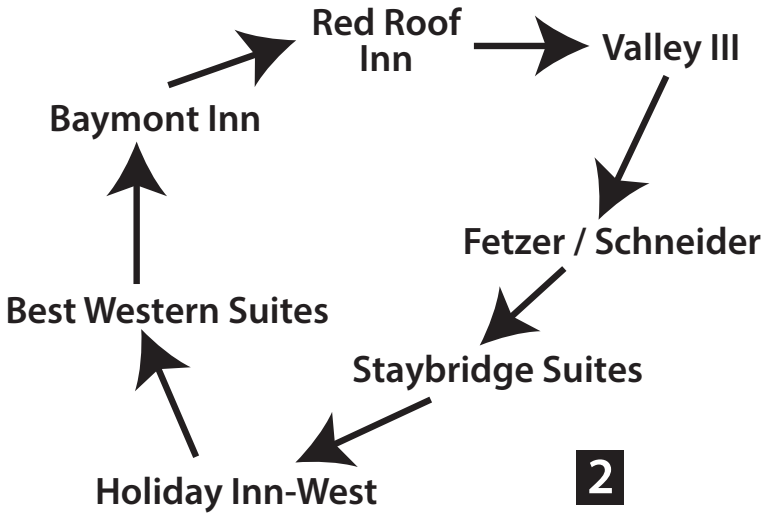 Red Roof
Inn
Valley III
Baymont Inn
Fetzer / Schneider
Best Western Suites
Staybridge Suites
Holiday Inn-West
2